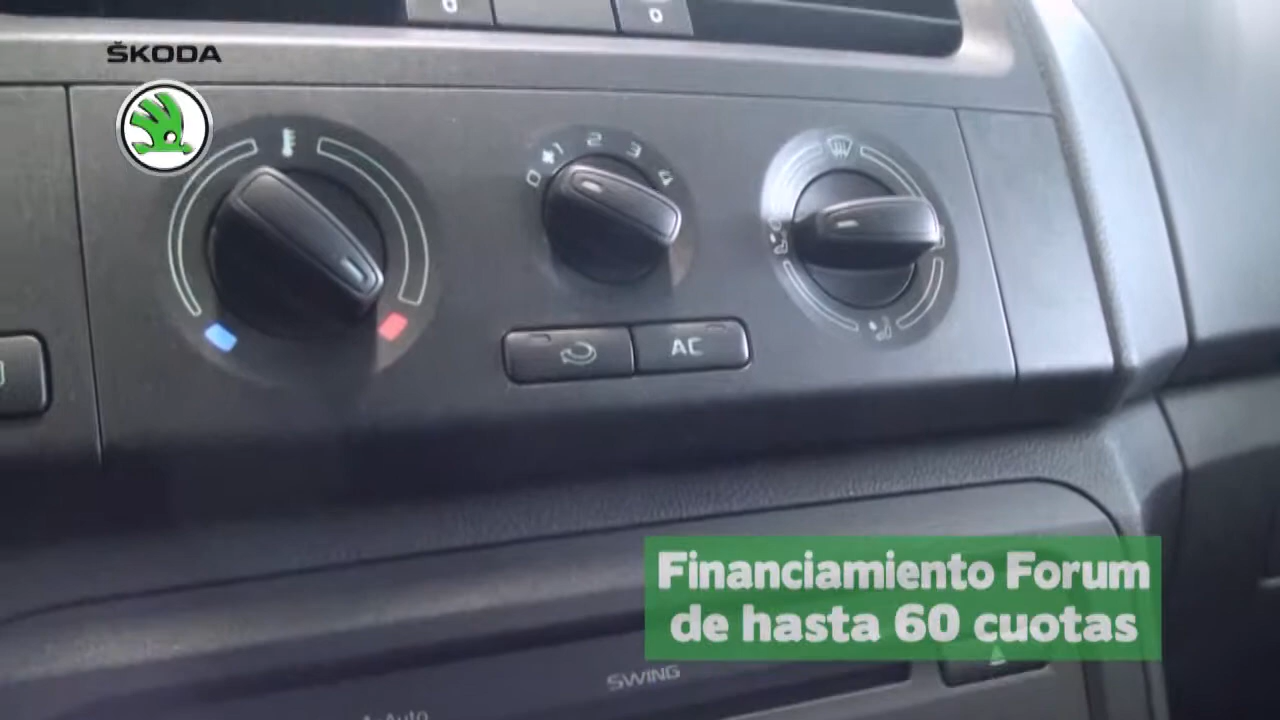 ŠKODA
0 1 2 3 4
AC
Financiamiento Forum
de hasta 60 cuotas
SWING